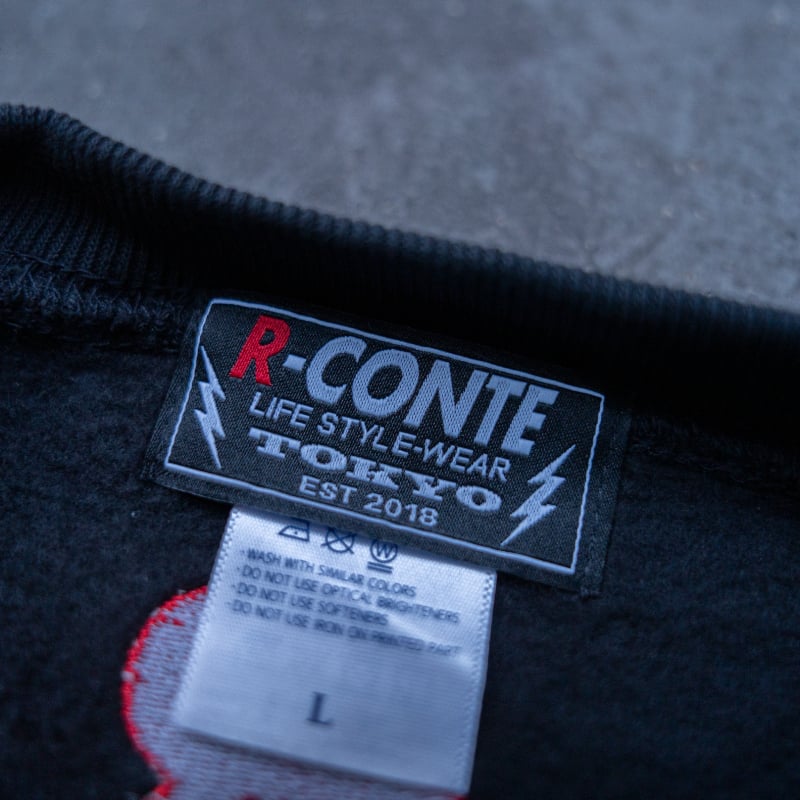 R-CONTE
LIFE STYLE-WEAR
TOKYO
EST 2018
W
· WASH WITH SIMILAR COLORS
· DO NOT USE OPTICAL BRIGHTENERS
· DO NOT USE SOFTENERS
· DO NOT USE IRON ON PRINTED PART
L